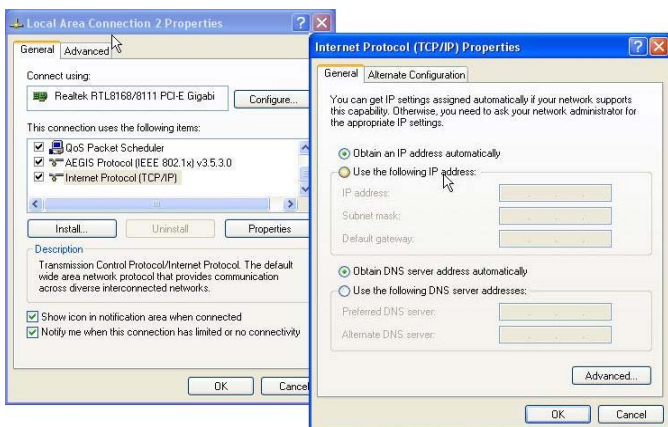 Local Area Connection 2 Properties
General Advanced
Connect using:
Realtek RTL8168/8111 PCI-E Gigabi
Configure...
This connection uses the following items:
QoS Packet Scheduler
AEGIS Protocol (IEEE 802.1x) v3.5.3.0
Internet Protocol (TCP/IP)
Install... Uninstall Properties
Description
Transmission Control Protocol/Internet Protocol. The default
wide area network protocol that provides communication
across diverse interconnected networks.
Show icon in notification area when connected
Notify me when this connection has limited or no connectivity
OK Cancel
Internet Protocol (TCP/IP) Properties
General Alternate Configuration
You can get IP settings assigned automatically if your network supports
this capability. Otherwise, you need to ask your network administrator for
the appropriate IP settings.
Obtain an IP address automatically
Use the following IP address:
IP address:
Subnet mask:
Default gateway:
Obtain DNS server address automatically
Use the following DNS server addresses:
Preferred DNS server:
Alternate DNS server:
Advanced...
OK Cancel